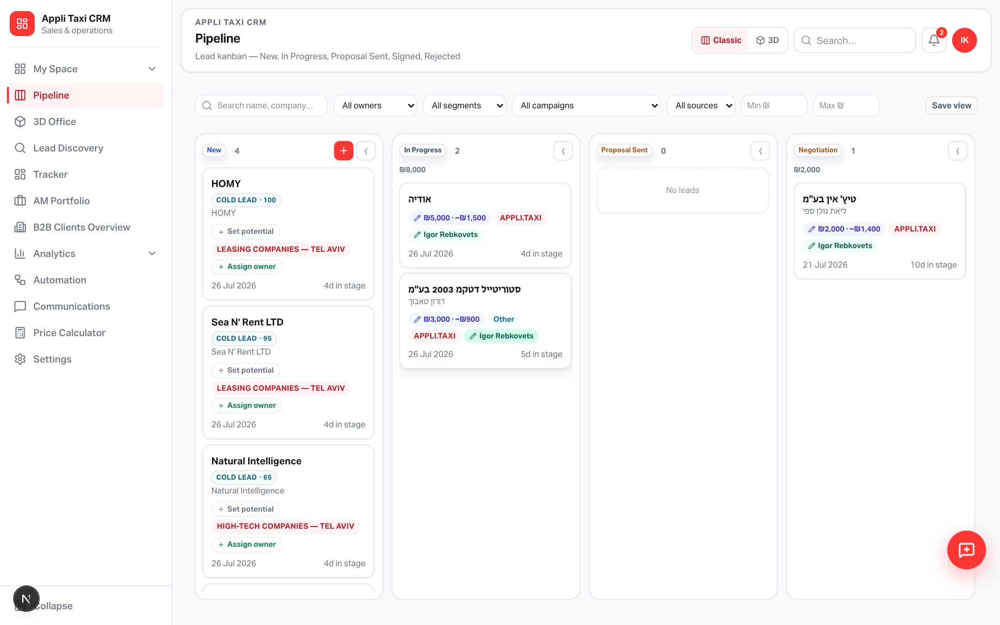 Appli Taxi CRM
Sales & operations
My Space
Pipeline
3D Office
Lead Discovery
Tracker
AM Portfolio
B2B Clients Overview
Analytics
Automation
Communications
Price Calculator
Settings
N
Collapse
APPLI TAXI CRM
Pipeline
Lead kanban — New, In Progress, Proposal Sent, Signed, Rejected
Classic 3D
Search...
2
IK
Search name, company...
All owners
All segments
All campaigns
All sources
Min ₪
Max ₪
Save view
New 4
HOMY
COLD LEAD · 100
HOMY
+ Set potential
LEASING COMPANIES — TEL AVIV
+ Assign owner
26 Jul 2026 4d in stage
Sea N' Rent LTD
COLD LEAD · 95
Sea N' Rent LTD
+ Set potential
LEASING COMPANIES — TEL AVIV
+ Assign owner
26 Jul 2026 4d in stage
Natural Intelligence
COLD LEAD · 65
Natural Intelligence
+ Set potential
HIGH-TECH COMPANIES — TEL AVIV
+ Assign owner
26 Jul 2026 4d in stage
In Progress 2
₪8,000
אודיה
₪5,000 · ~₪1,500 APPLI.TAXI
Igor Rebkovets
26 Jul 2026 4d in stage
סטוריטייל דטקמ 2003 בע"מ
דורון טאבוך
₪3,000 · ~₪900 Other
APPLI.TAXI Igor Rebkovets
26 Jul 2026 5d in stage
Proposal Sent 0
No leads
Negotiation 1
₪2,000
טיץ' אין בע"מ
ליאת גולן ספי
₪2,000 · ~₪1,400 APPLI.TAXI
Igor Rebkovets
21 Jul 2026 10d in stage